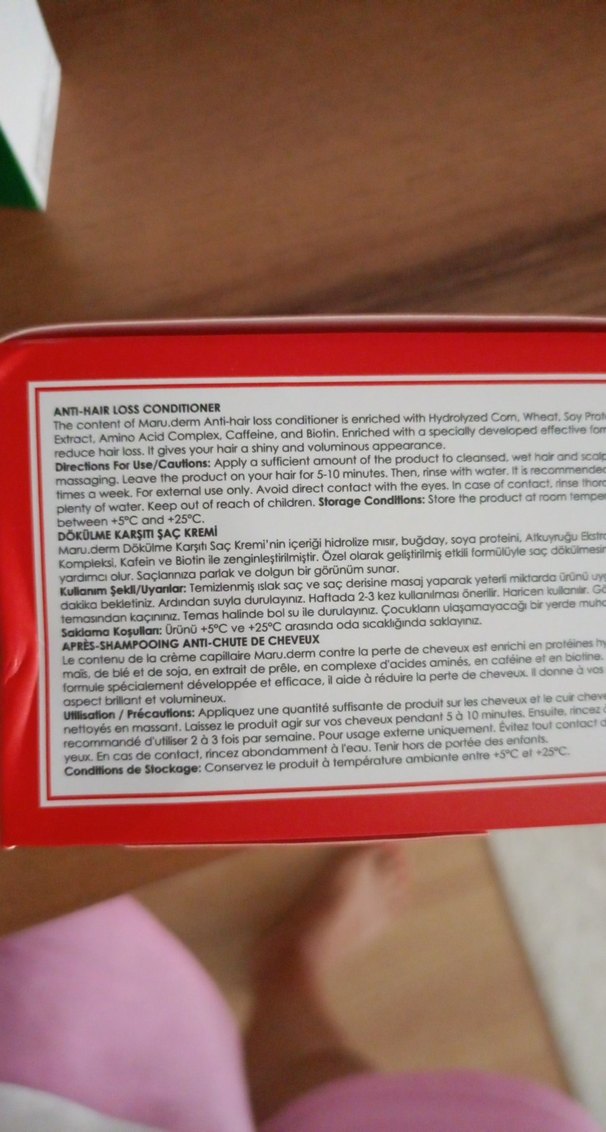 ANTI-HAIR LOSS CONDITIONER
The content of Maru.derm Anti-hair loss conditioner is enriched with Hydrolyzed Corn, Wheat, Soy
Extract, Amino Acid Complex, Caffeine, and Biotin. Enriched with a specially developed effective
reduce hair loss. It gives your hair a shiny and voluminous appearance.
Directions For Use/Cautions: Apply a sufficient amount of the product to cleansed, wet hair and scalp
massaging. Leave the product on your hair for 5-10 minutes. Then, rinse with water. It is recommended
times a week. For external use only. Avoid direct contact with the eyes. In case of contact, rinse
plenty of water. Keep out of reach of children. Storage Conditions: Store the product at room
between +5°C and +25°C.
DÖKÜLME KARŞITI ŞAÇ KREMİ
Maru.derm Dökülme Karşıtı Saç Kremi'nin içeriği hidrolize mısır, buğday, soya proteini, Atkuyruğu
Kompleksi, Kafein ve Biotin ile zenginleştirilmiştir. Özel olarak geliştirilmiş etkili formülüyle saç
yardımcı olur. Saçlarınıza parlak ve dolgun bir görünüm sunar.
Kullanım Şekli/Uyarılar: Temizlenmiş ıslak saç ve saç derisine masaj yaparak yeterli miktarda ürünü
dakika bekletiniz. Ardından suyla durulayınız. Haftada 2-3 kez kullanılması önerilir. Haricen kullanılır.
temasından kaçınınız. Temas halinde bol su ile durulayınız. Çocukların ulaşamayacağı bir yerde
Saklama Koşulları: Ürünü +5°C ve +25°C arasında oda sıcaklığında saklayınız.
APRÈS-SHAMPOOING ANTI-CHUTE DE CHEVEUX
Le contenu de la crème capillaire Maru.derm contre la perte de cheveux est enrichi en protéines
maïs, de blé et de soja, en extrait de prêle, en complexe d'acides aminés, en caféine et en biotine.
formule spécialement développée et efficace, il aide à réduire la perte de cheveux. Il donne à vos
aspect brillant et volumineux.
Utilisation / Précautions: Appliquez une quantité suffisante de produit sur les cheveux et le cuir
nettoyés en massant. Laissez le produit agir sur vos cheveux pendant 5 à 10 minutes. Ensuite, rincez
recommandé d'utiliser 2 à 3 fois par semaine. Pour usage externe uniquement. Évitez tout contact
yeux. En cas de contact, rincez abondamment à l'eau. Tenir hors de portée des enfants.
Conditions de Stockage: Conservez le produit à température ambiante entre +5°C et +25°C.